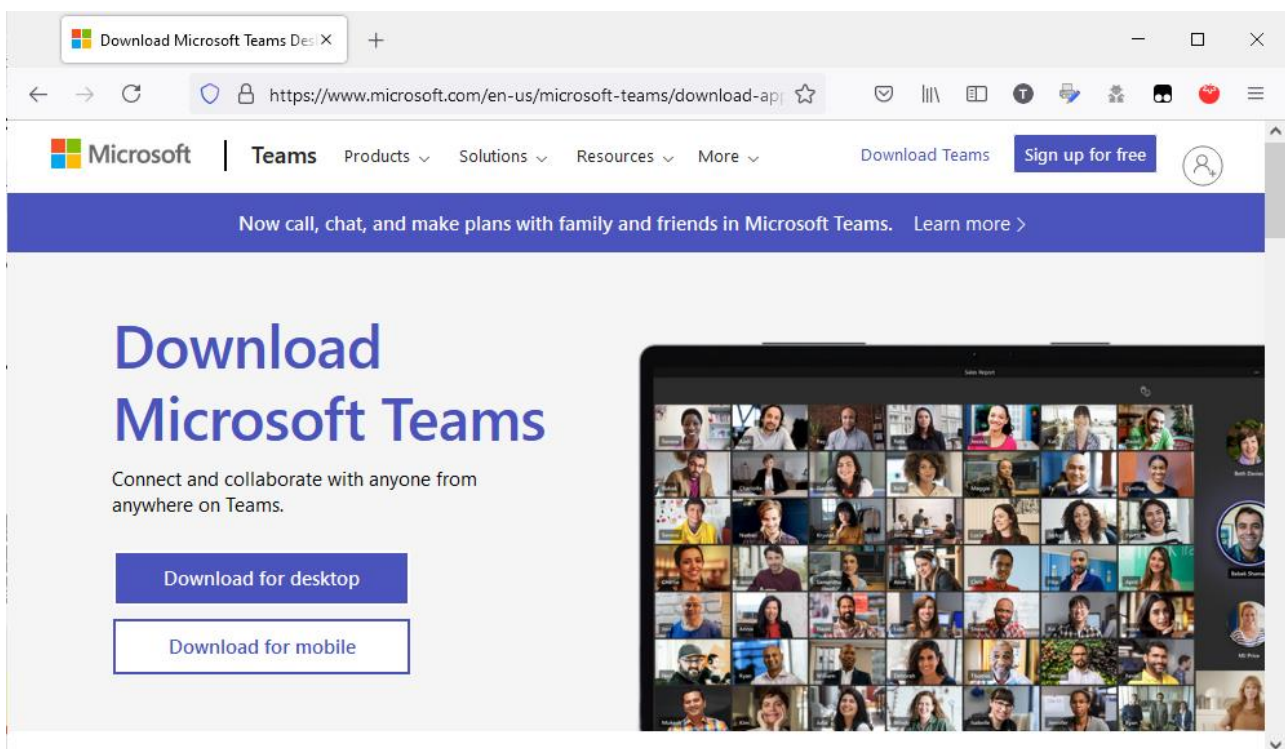 Download Microsoft Teams Des
https://www.microsoft.com/en-us/microsoft-teams/download-app
Microsoft Teams Products Solutions Resources More Download Teams Sign up for free
Now call, chat, and make plans with family and friends in Microsoft Teams. Learn more >
Download
Microsoft Teams
Connect and collaborate with anyone from
anywhere on Teams.
Download for desktop
Download for mobile
Sales Report